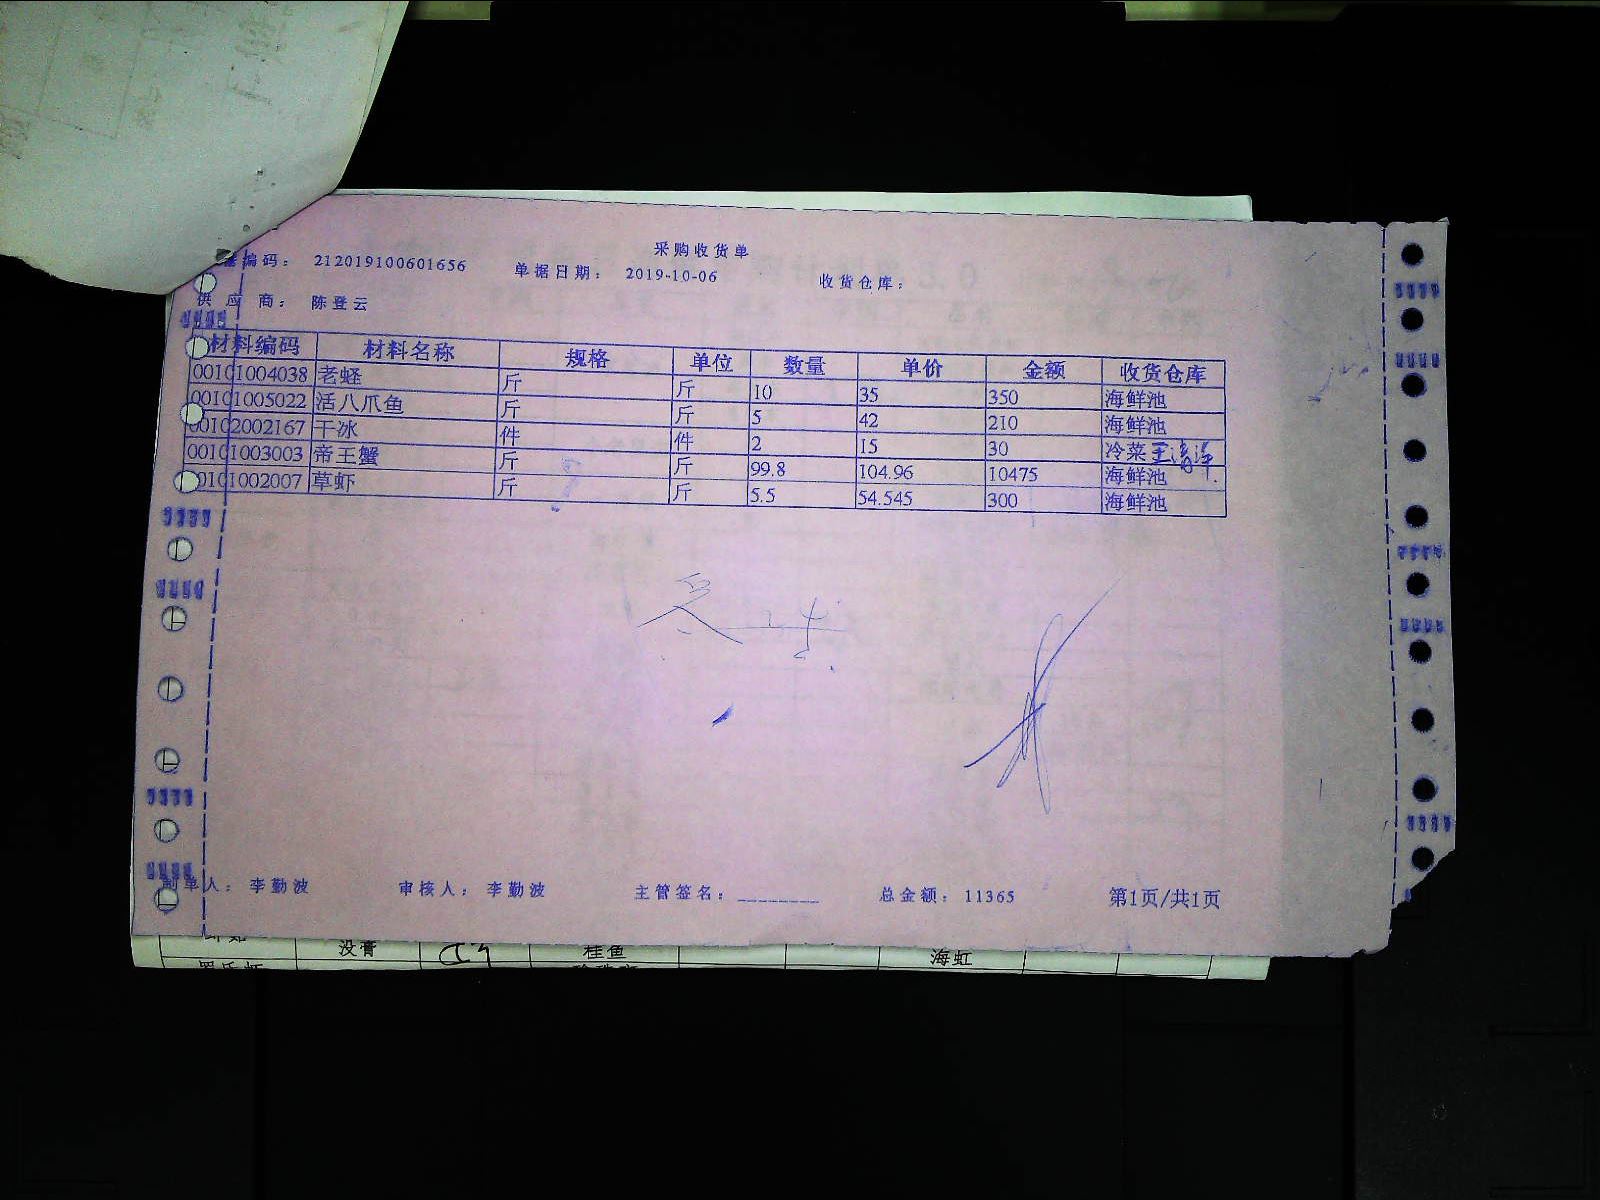 采购收货单
编码： 212019100601656 单据日期： 2019-10-06 收货仓库：
供应商： 陈登云
材料编码 材料名称 规格 单位 数量 单价 金额 收货仓库
00101004038 老蛏 斤 斤 10 35 350 海鲜池
00101005022 活八爪鱼 斤 斤 5 42 210 海鲜池
00102002167 干冰 件 件 2 15 30 冷菜
00101003003 帝王蟹 斤 斤 99.8 104.96 10475 海鲜池
00101002007 草虾 斤 斤 5.5 54.545 300 海鲜池
制单人： 李勤波 审核人： 李勤波 主管签名： ________ 总金额： 11365 第1页/共1页
没膏 桂鱼 海虹